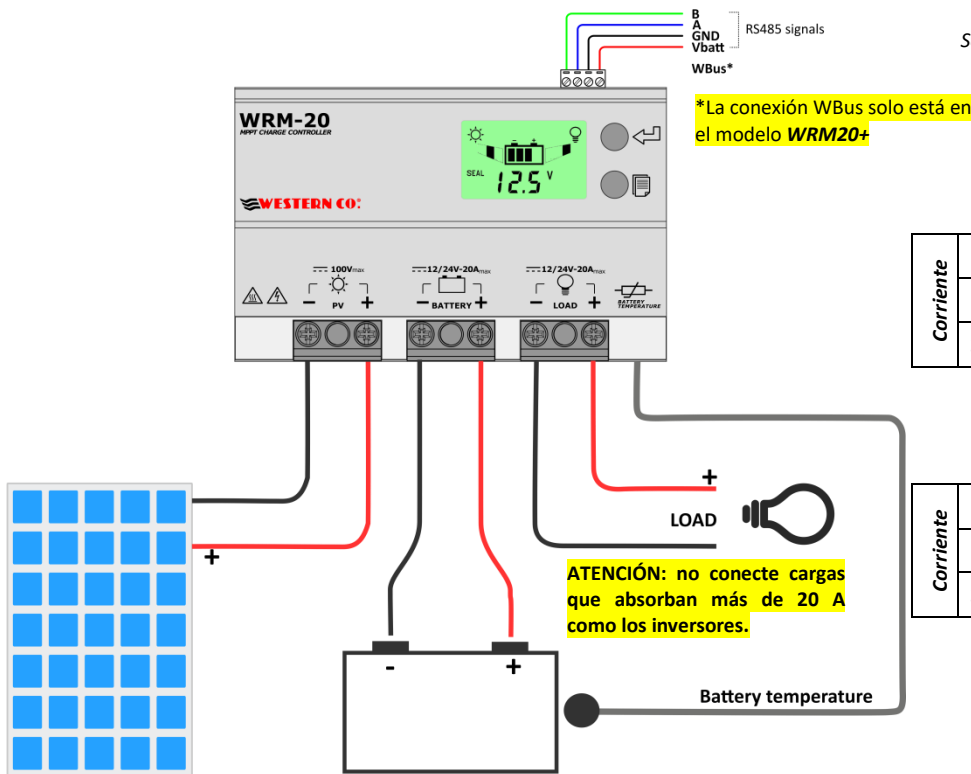 B
A
GND
Vbatt
RS485 signals
WBus*
S
*La conexión WBus solo está en
el modelo WRM20+
WRM-20
MPPT CHARGE CONTROLLER
SEAL
12.5 V
WESTERN CO.
100Vmax
12/24V-20Amax
12/24V-20Amax
− PV +
− BATTERY +
− LOAD +
BATTERY
TEMPERATURE
Corriente
+
LOAD
Corriente
+
ATENCIÓN: no conecte cargas
que absorban más de 20 A
como los inversores.
- +
Battery temperature